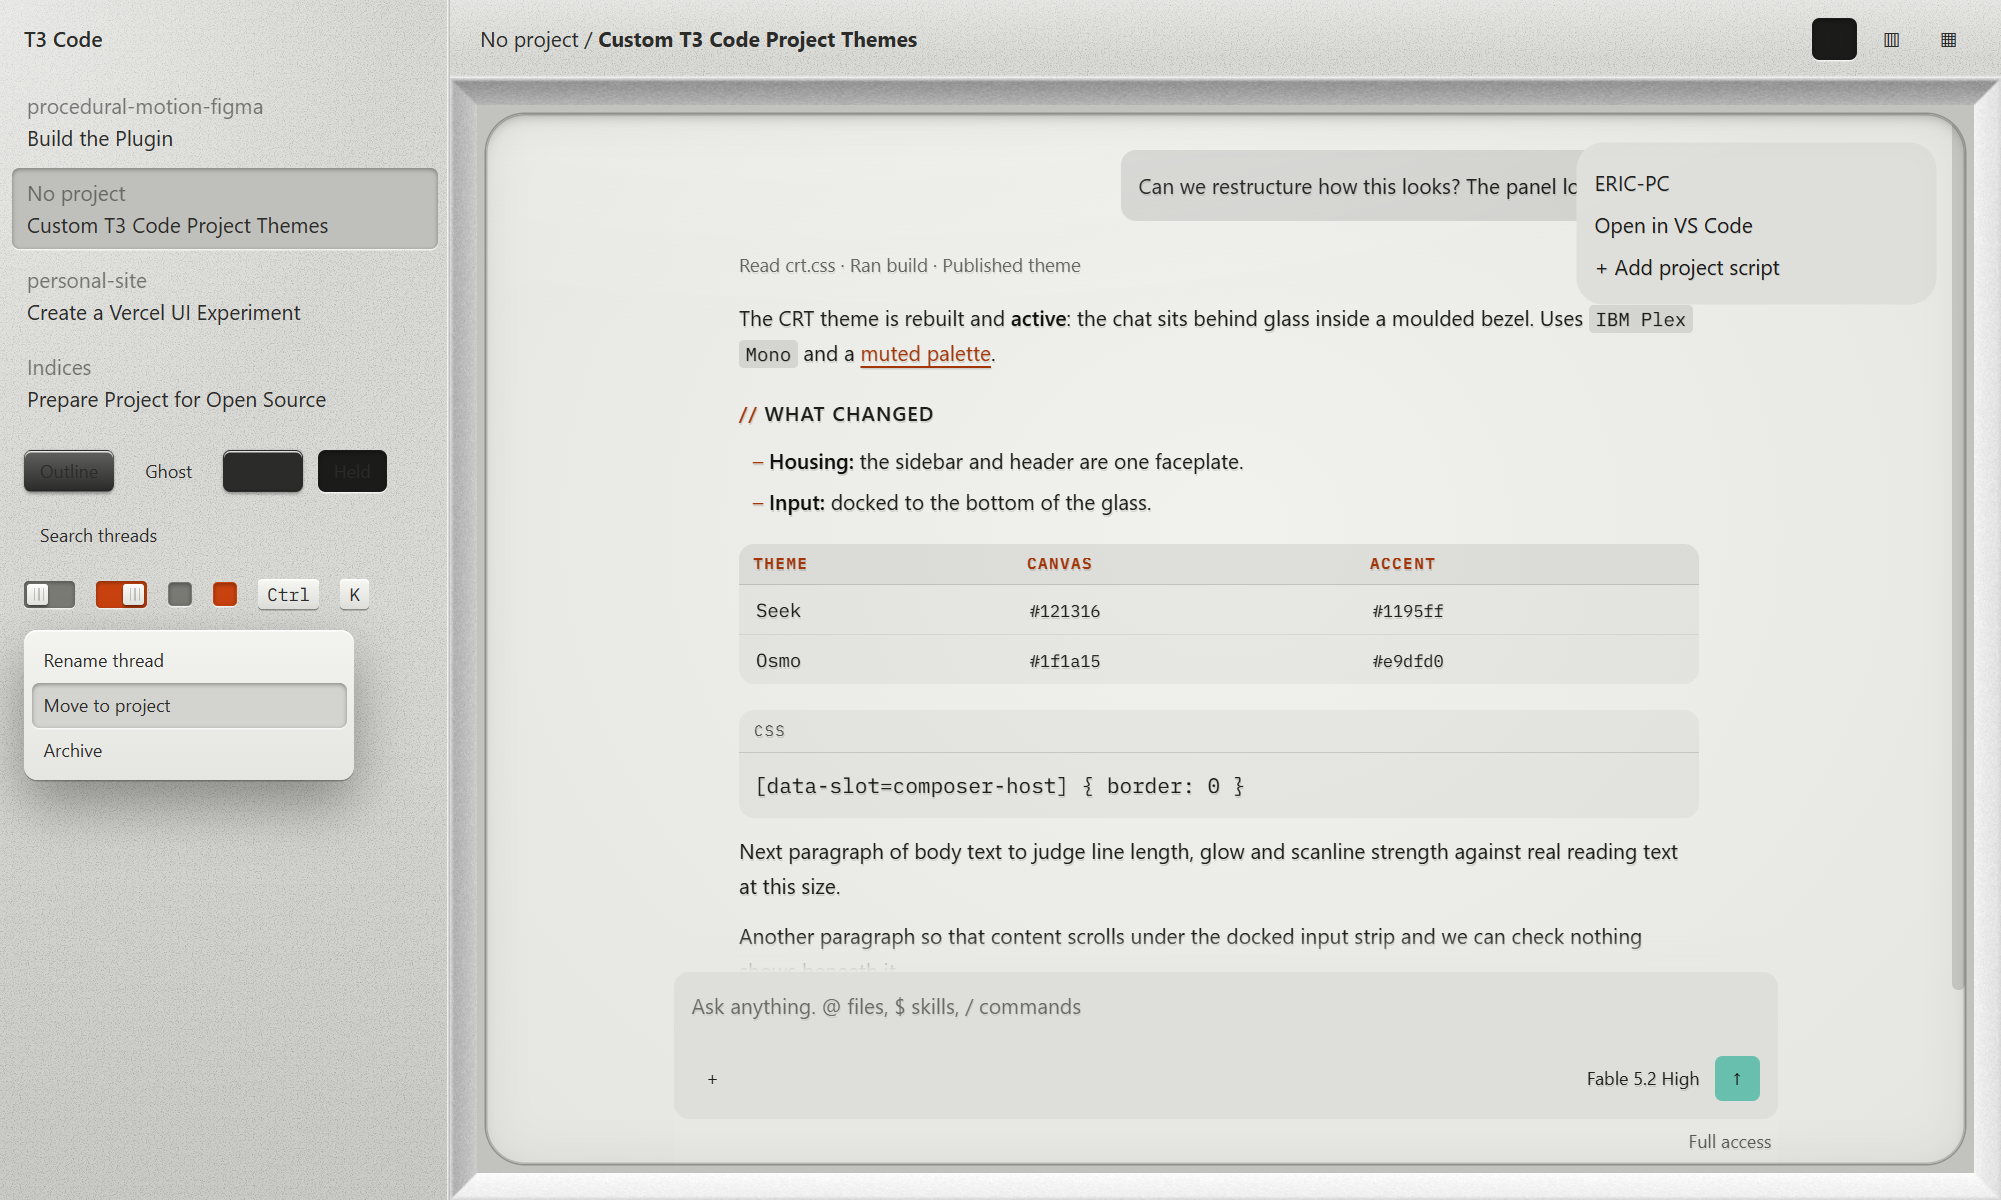 T3 Code
procedural-motion-figma
Build the Plugin
No project
Custom T3 Code Project Themes
personal-site
Create a Vercel UI Experiment
Indices
Prepare Project for Open Source
Outline Ghost Held
Search threads
Ctrl K
Rename thread
Move to project
Archive
No project / Custom T3 Code Project Themes
Can we restructure how this looks? The panel
ERIC-PC
Open in VS Code
+ Add project script
Read crt.css · Ran build · Published theme
The CRT theme is rebuilt and active: the chat sits behind glass inside a moulded bezel. Uses IBM Plex
Mono and a muted palette.
// WHAT CHANGED
– Housing: the sidebar and header are one faceplate.
– Input: docked to the bottom of the glass.
THEME CANVAS ACCENT
Seek #121316 #1195ff
Osmo #1f1a15 #e9dfd0
CSS
[data-slot=composer-host] { border: 0 }
Next paragraph of body text to judge line length, glow and scanline strength against real reading text
at this size.
Another paragraph so that content scrolls under the docked input strip and we can check nothing
Ask anything. @ files, $ skills, / commands
+
Fable 5.2 High ↑
Full access